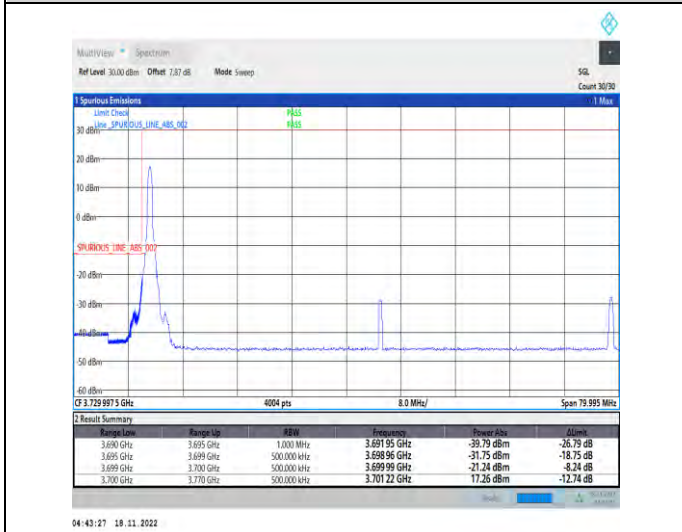 MultiView Spectrum
Ref Level 30.00 dBm Offset 7.87 dB Mode Sweep SGL
Count 30/30
1 Spurious Emissions 1 Max
Limit Check PASS
Line _SPURIOUS_LINE_ABS_002 PASS
30 dBm
20 dBm
10 dBm
0 dBm
_SPURIOUS_LINE_ABS_002
-20 dBm
-30 dBm
-40 dBm
-50 dBm
-60 dBm
CF 3.729 997 5 GHz 4004 pts 8.0 MHz/ Span 79.995 MHz
2 Result Summary
Range Low Range Up RBW Frequency Power Abs ΔLimit
3.690 GHz 3.695 GHz 1.000 MHz 3.691 95 GHz -39.79 dBm -26.79 dB
3.695 GHz 3.699 GHz 500.000 kHz 3.698 96 GHz -31.75 dBm -18.75 dB
3.699 GHz 3.700 GHz 500.000 kHz 3.699 99 GHz -21.24 dBm -8.24 dB
3.700 GHz 3.770 GHz 500.000 kHz 3.701 22 GHz 17.26 dBm -12.74 dB
04:43:27 18.11.2022